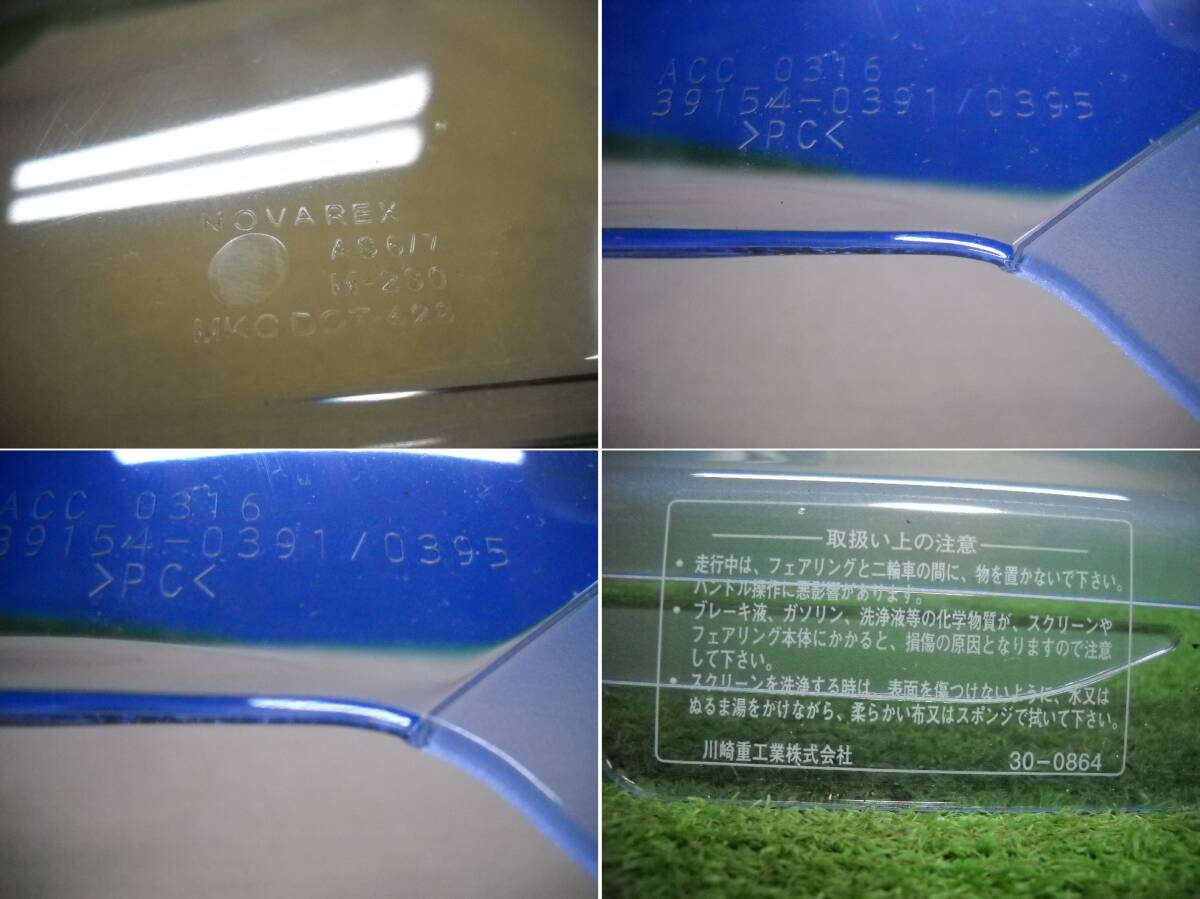 NOVAREX
AS6/7
M-280
MKQ DOT-428
ACC 0316
39154-0391/0395
>PC<
ACC 0316
39154-0391/0395
>PC<
取扱い上の注意
• 走行中は、フェアリングと二輪車の間に、物を置かないで下さい。
ハンドル操作に悪影響があります。
• ブレーキ液、ガソリン、洗浄液等の化学物質が、スクリーンや
フェアリング本体にかかると、損傷の原因となりますので注意
して下さい。
• スクリーンを洗浄する時は、表面を傷つけないように、水又は
ぬるま湯をかけながら、柔らかい布又はスポンジで拭いて下さい。
川崎重工業株式会社 30-0864